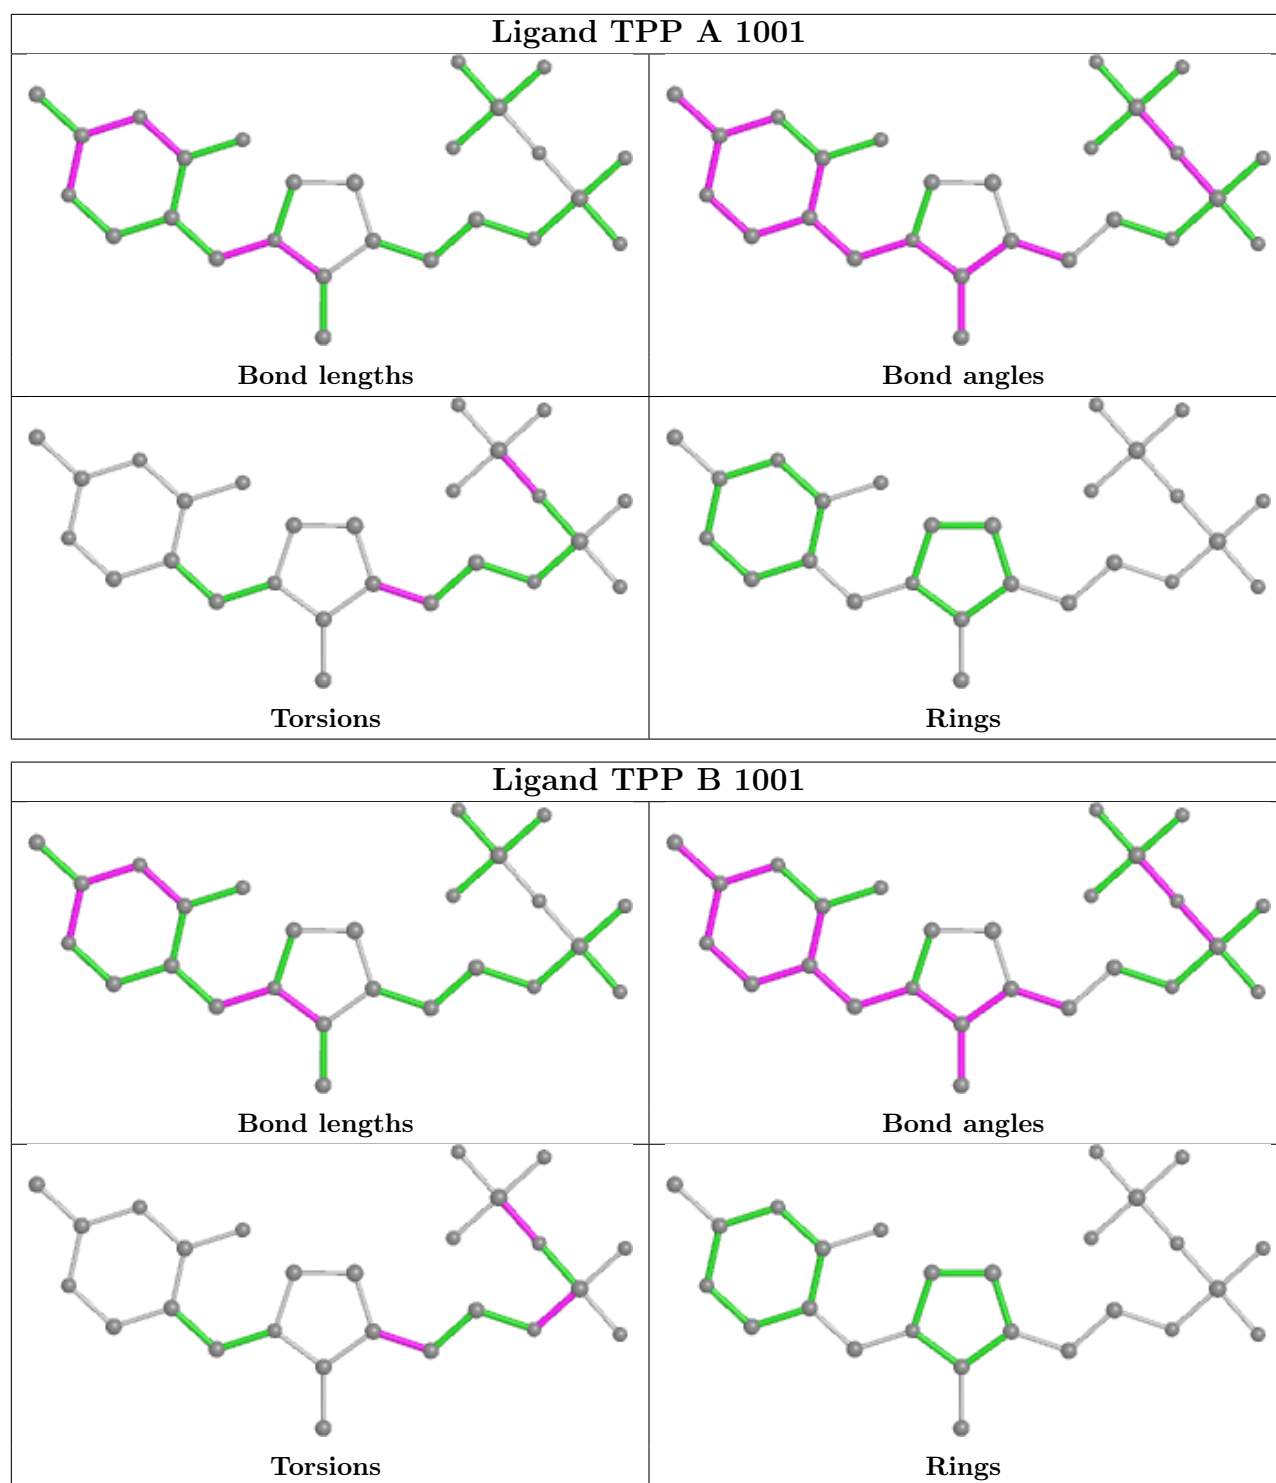 Ligand TPP A 1001
Bond lengths
Bond angles
Torsions
Rings
Ligand TPP B 1001
Bond lengths
Bond angles
Torsions
Rings